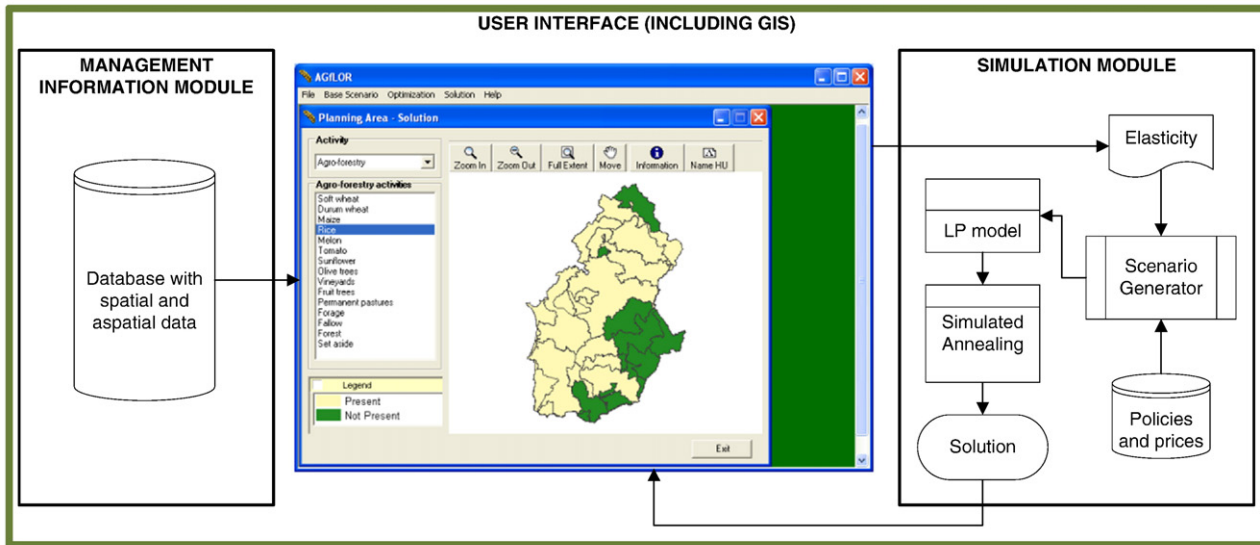 USER INTERFACE (INCLUDING GIS)
MANAGEMENT
INFORMATION MODULE
Database with
spatial and
aspatial data
AGfLOR
File Base Scenario Optimization Solution Help
Planning Area - Solution
Activity
Agro-forestry
Agro-forestry activities
Soft wheat
Durum wheat
Maize
Rice
Melon
Tomato
Sunflower
Olive trees
Vineyards
Fruit trees
Permanent pastures
Forage
Fallow
Forest
Set aside
Legend
Present
Not Present
Zoom In Zoom Out Full Extent Move Information Name HU
Exit
SIMULATION MODULE
Elasticity
LP model
Scenario
Generator
Simulated
Annealing
Policies
and prices
Solution